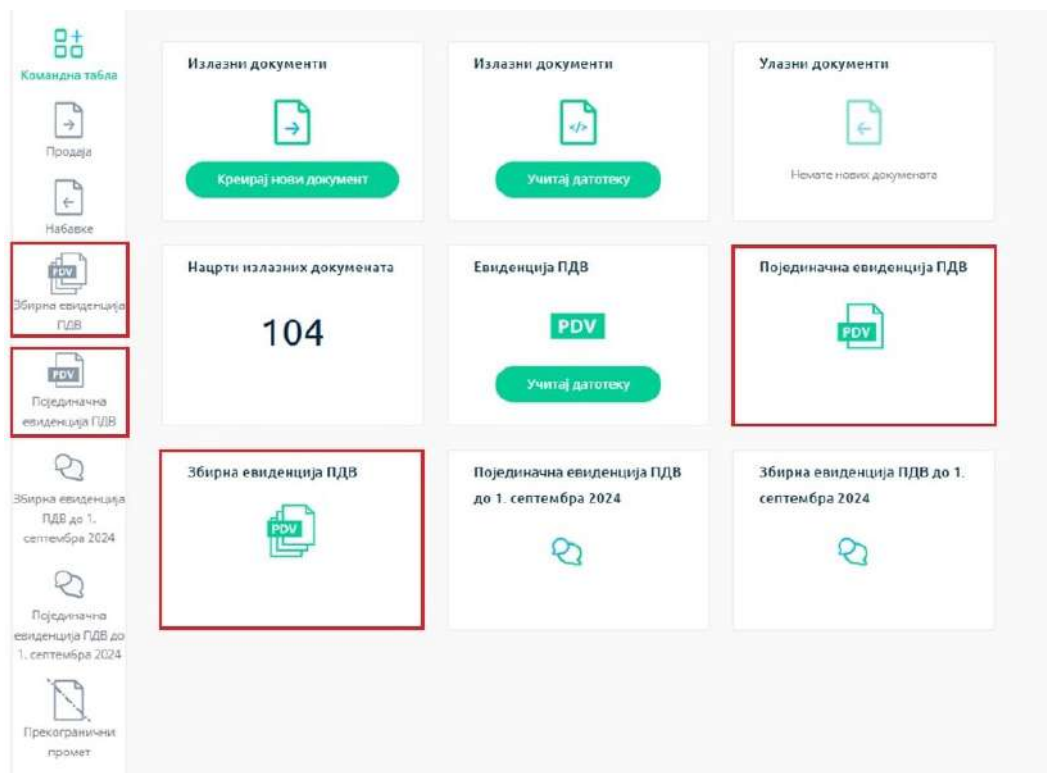 Командна табла
Продаја
Набавке
PDV
Збирна евиденција
ПДВ
PDV
Појединачна
евиденција ПДВ
Збирна евиденција
ПДВ до 1.
септембра 2024
Појединачна
евиденција ПДВ до
1. септембра 2024
Прекогранични
промет
Излазни документи
Креирај нови документ
Излазни документи
</>
Учитај датотеку
Улазни документи
Немате нових докумената
Нацрти излазних докумената
104
Евиденција ПДВ
PDV
Учитај датотеку
Појединачна евиденција ПДВ
PDV
Збирна евиденција ПДВ
PDV
Појединачна евиденција ПДВ
до 1. септембра 2024
Збирна евиденција ПДВ до 1.
септембра 2024